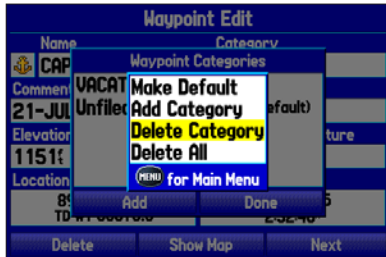 Waypoint Edit
Name Category
CAP
Waypoint Categories
Comment
VACAT
Make Default
21-JUL
Unfiled
Add Category
efault)
Elevation
Delete Category
ture
1151
Delete All
MENU for Main Menu
Location
Add Done
Delete Show Map Next